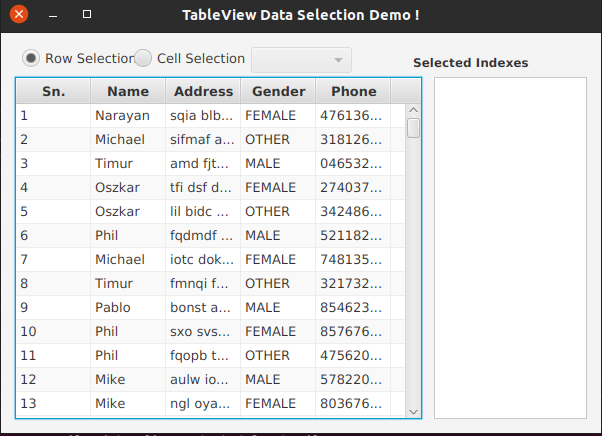 TableView Data Selection Demo !
Row Selection Cell Selection
Selected Indexes
Sn. Name Address Gender Phone
1 Narayan sqia blb... FEMALE 476136...
2 Michael sifmaf a... OTHER 318126...
3 Timur amd fjt... MALE 046532...
4 Oszkar tfi dsf d... FEMALE 274037...
5 Oszkar lil bidc ... OTHER 342486...
6 Phil fqdmdf ... MALE 521182...
7 Michael iotc dok... FEMALE 748135...
8 Timur fmnqi f... OTHER 321732...
9 Pablo bonst a... MALE 854623...
10 Phil sxo svs... FEMALE 857676...
11 Phil fqopb t... OTHER 475620...
12 Mike aulw io... MALE 578220...
13 Mike ngl oya... FEMALE 803676...